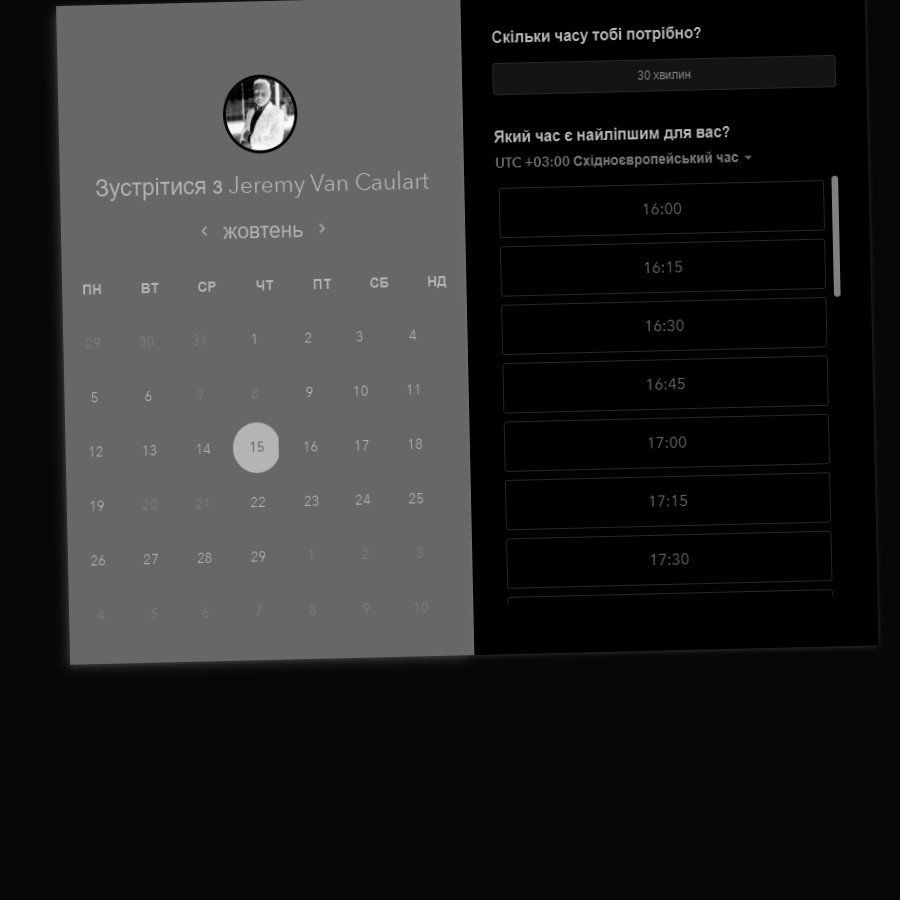 Зустрітися з Jeremy Van Caulart
жовтень
ПН ВТ СР ЧТ ПТ СБ НД
29 30 31 1 2 3 4
5 6 7 8 9 10 11
12 13 14 15 16 17 18
19 20 21 22 23 24 25
26 27 28 29 1 2 3
4 5 6 7 8 9 10
Скільки часу тобі потрібно?
30 хвилин
Який час є найліпшим для вас?
UTC +03:00 Східноєвропейський час
16:00
16:15
16:30
16:45
17:00
17:15
17:30